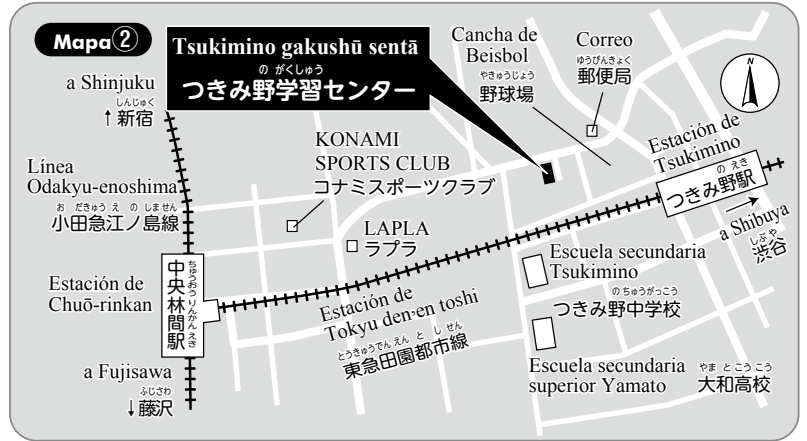 Mapa②
Tsukimino gakushū sentā
の がくしゅう
つきみ野学習センター
Cancha de
Beisbol
やきゅうじょう
野球場
Correo
ゆうびんきょく
郵便局
N
a Shinjuku
しんじゅく
↑新宿
KONAMI
SPORTS CLUB
コナミスポーツクラブ
Estación de
Tsukimino
の えき
つきみ野駅
a Shibuya
しぶや
渋谷
Línea
Odakyu-enoshima
お だきゅう え の しません
小田急江ノ島線
LAPLA
ラプラ
Estación de
Chuō-rinkan
ちゅうおうりんかんえき
中央林間駅
Estación de
Tokyu den'en toshi
とうきゅうでんえん と し せん
東急田園都市線
Escuela secundaria
Tsukimino
の ちゅうがっこう
つきみ野中学校
Escuela secundaria
superior Yamato
やま と こう こう
大和高校
a Fujisawa
ふじさわ
↓藤沢